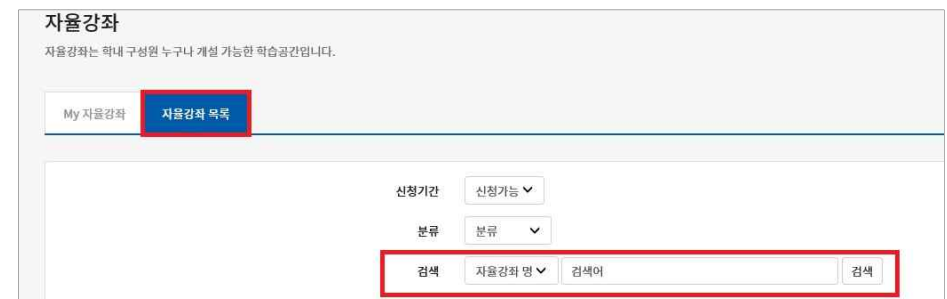 자율강좌
자율강좌는 학내 구성원 누구나 개설 가능한 학습공간입니다.
My 자율강좌 자율강좌 목록
신청기간 신청가능
분류 분류
검색 자율강좌 명 검색어 검색